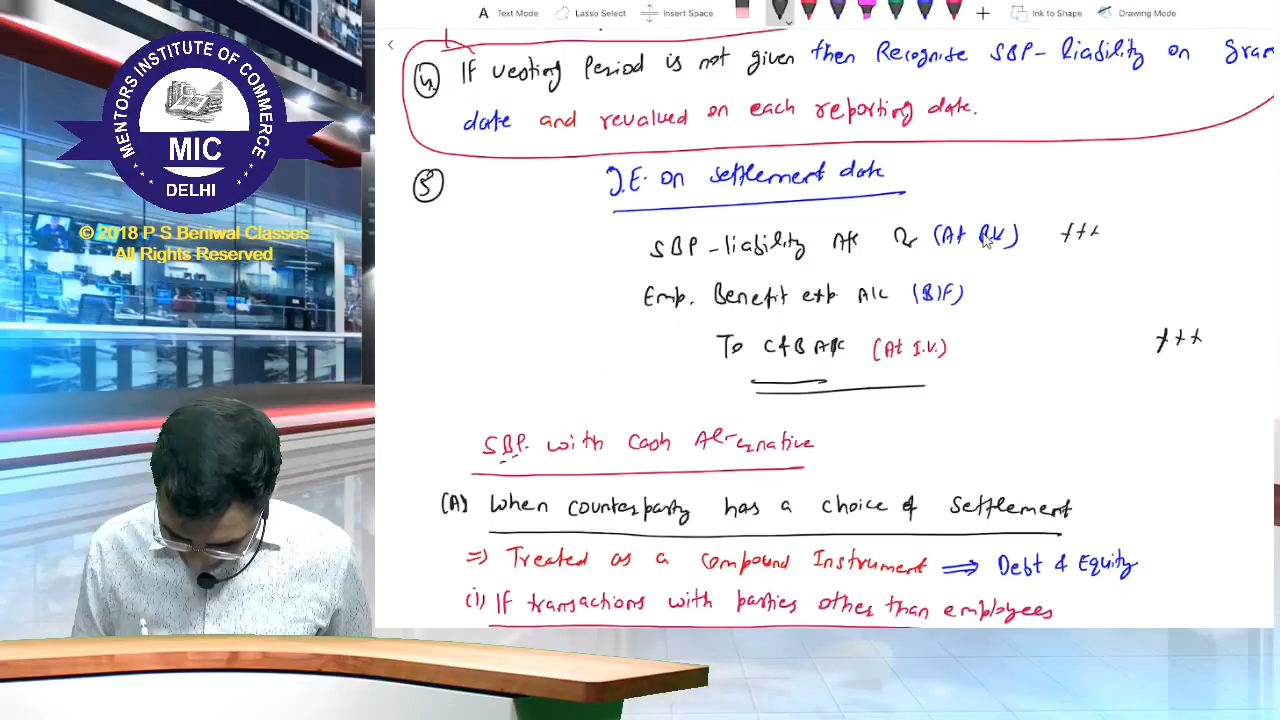 Text Mode Lasso Select Insert Space Ink to Shape Drawing Mode
MENTORS INSTITUTE OF COMMERCE
MIC
DELHI
© 2018 P S Beniwal Classes
All Rights Reserved
(4) If vesting Period is not given then Recognise SBP-liability on Gran
date and revalued on each reporting date.
(5) J.E. on settlement date
SBP-liability A/c Dr (At F.V) +++
Emp. Benefit exp. A/c (B/F)
To C&B A/c (At I.V.) +++
SBP. with Cash Alternative
(A) When counterparty has a choice of Settlement
=) Treated as a compound Instrument => Debt & Equity
(i) If transactions with parties other than employees